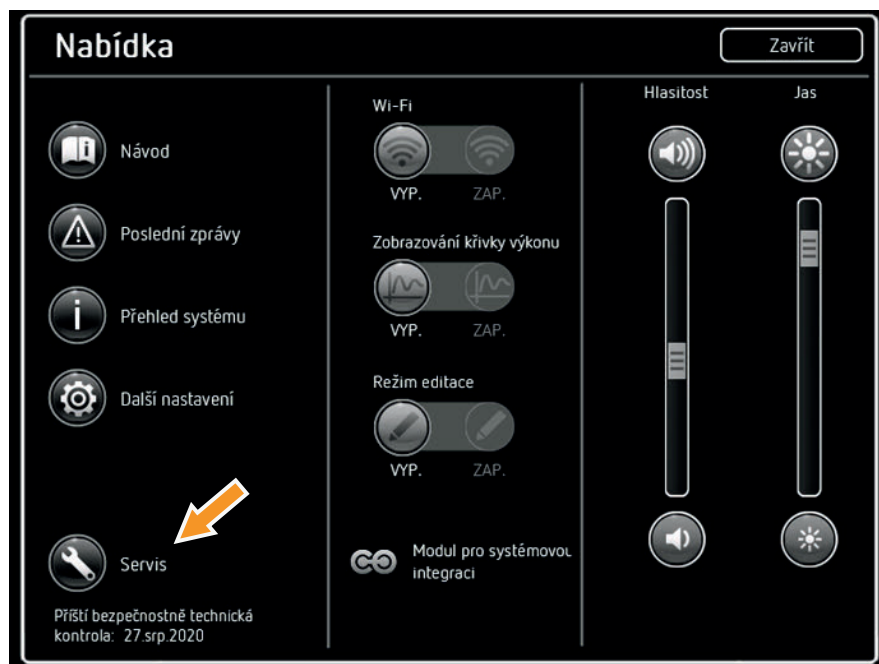 Nabídka
Zavřít
Návod
Poslední zprávy
Přehled systému
Další nastavení
Servis
Příští bezpečnostně technická
kontrola: 27.srp.2020
Wi-Fi
VYP. ZAP.
Zobrazování křivky výkonu
VYP. ZAP.
Režim editace
VYP. ZAP.
Modul pro systémovou
integraci
Hlasitost Jas